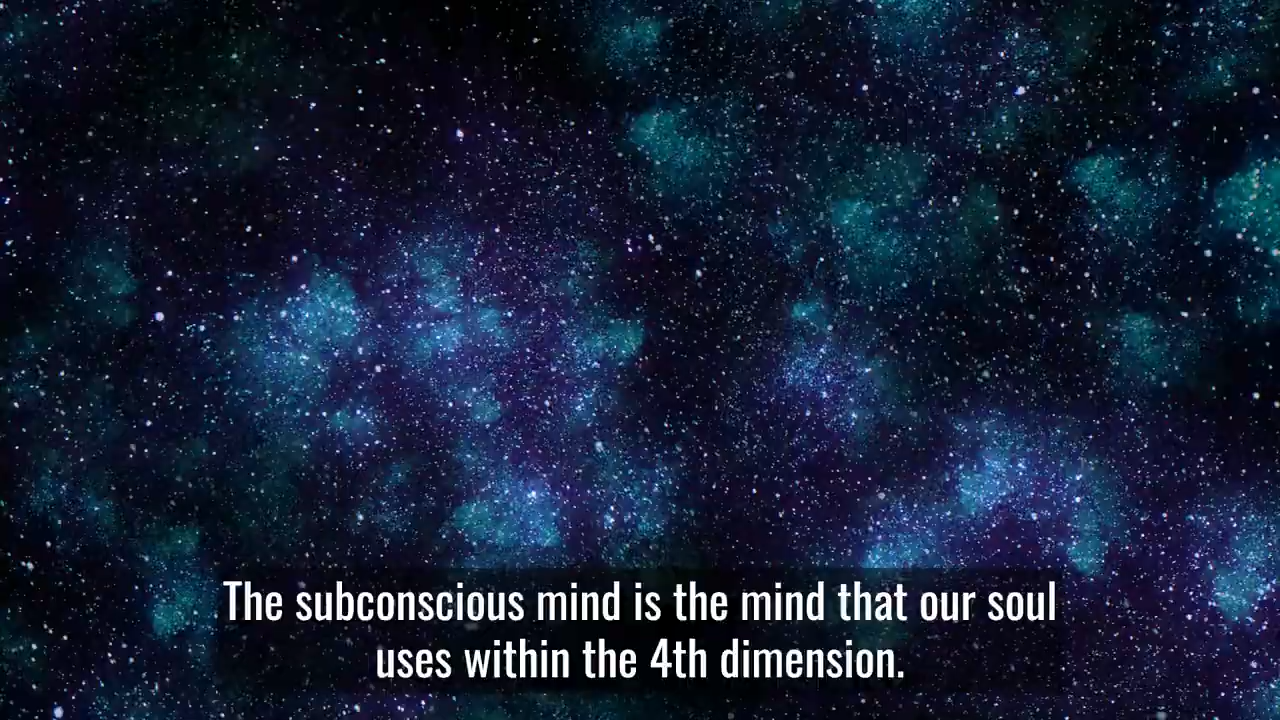 The subconscious mind is the mind that our soul
uses within the 4th dimension.